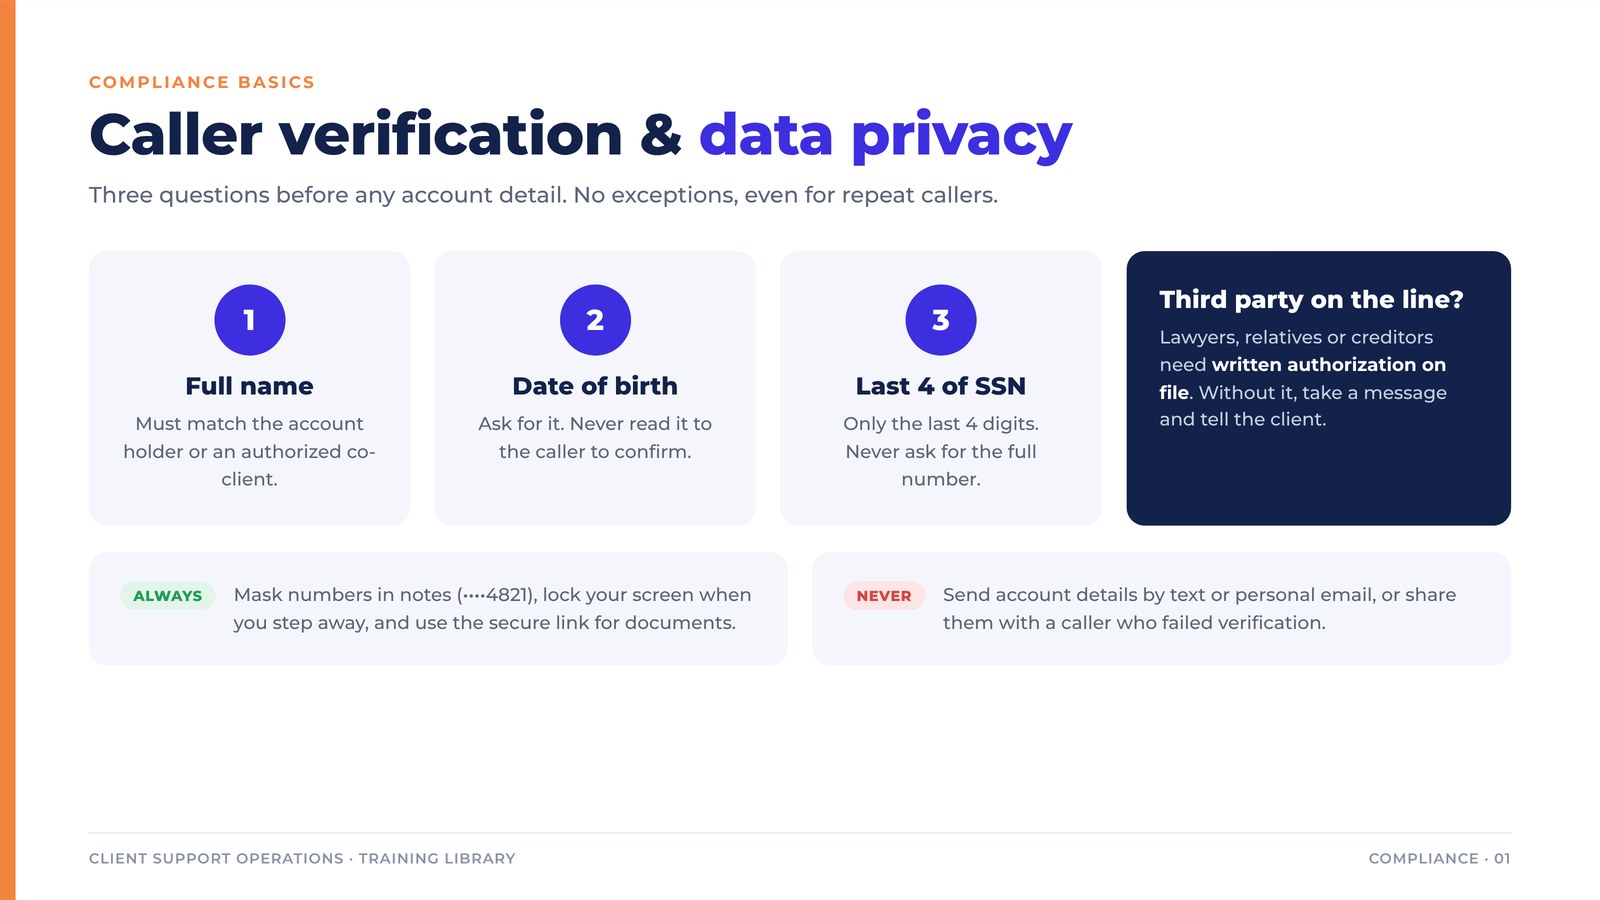 COMPLIANCE BASICS
Caller verification & data privacy
Three questions before any account detail. No exceptions, even for repeat callers.
1
Full name
Must match the account
holder or an authorized co-
client.
2
Date of birth
Ask for it. Never read it to
the caller to confirm.
3
Last 4 of SSN
Only the last 4 digits.
Never ask for the full
number.
Third party on the line?
Lawyers, relatives or creditors
need written authorization on
file. Without it, take a message
and tell the client.
ALWAYS
Mask numbers in notes (····4821), lock your screen when
you step away, and use the secure link for documents.
NEVER
Send account details by text or personal email, or share
them with a caller who failed verification.
CLIENT SUPPORT OPERATIONS · TRAINING LIBRARY
COMPLIANCE · 01